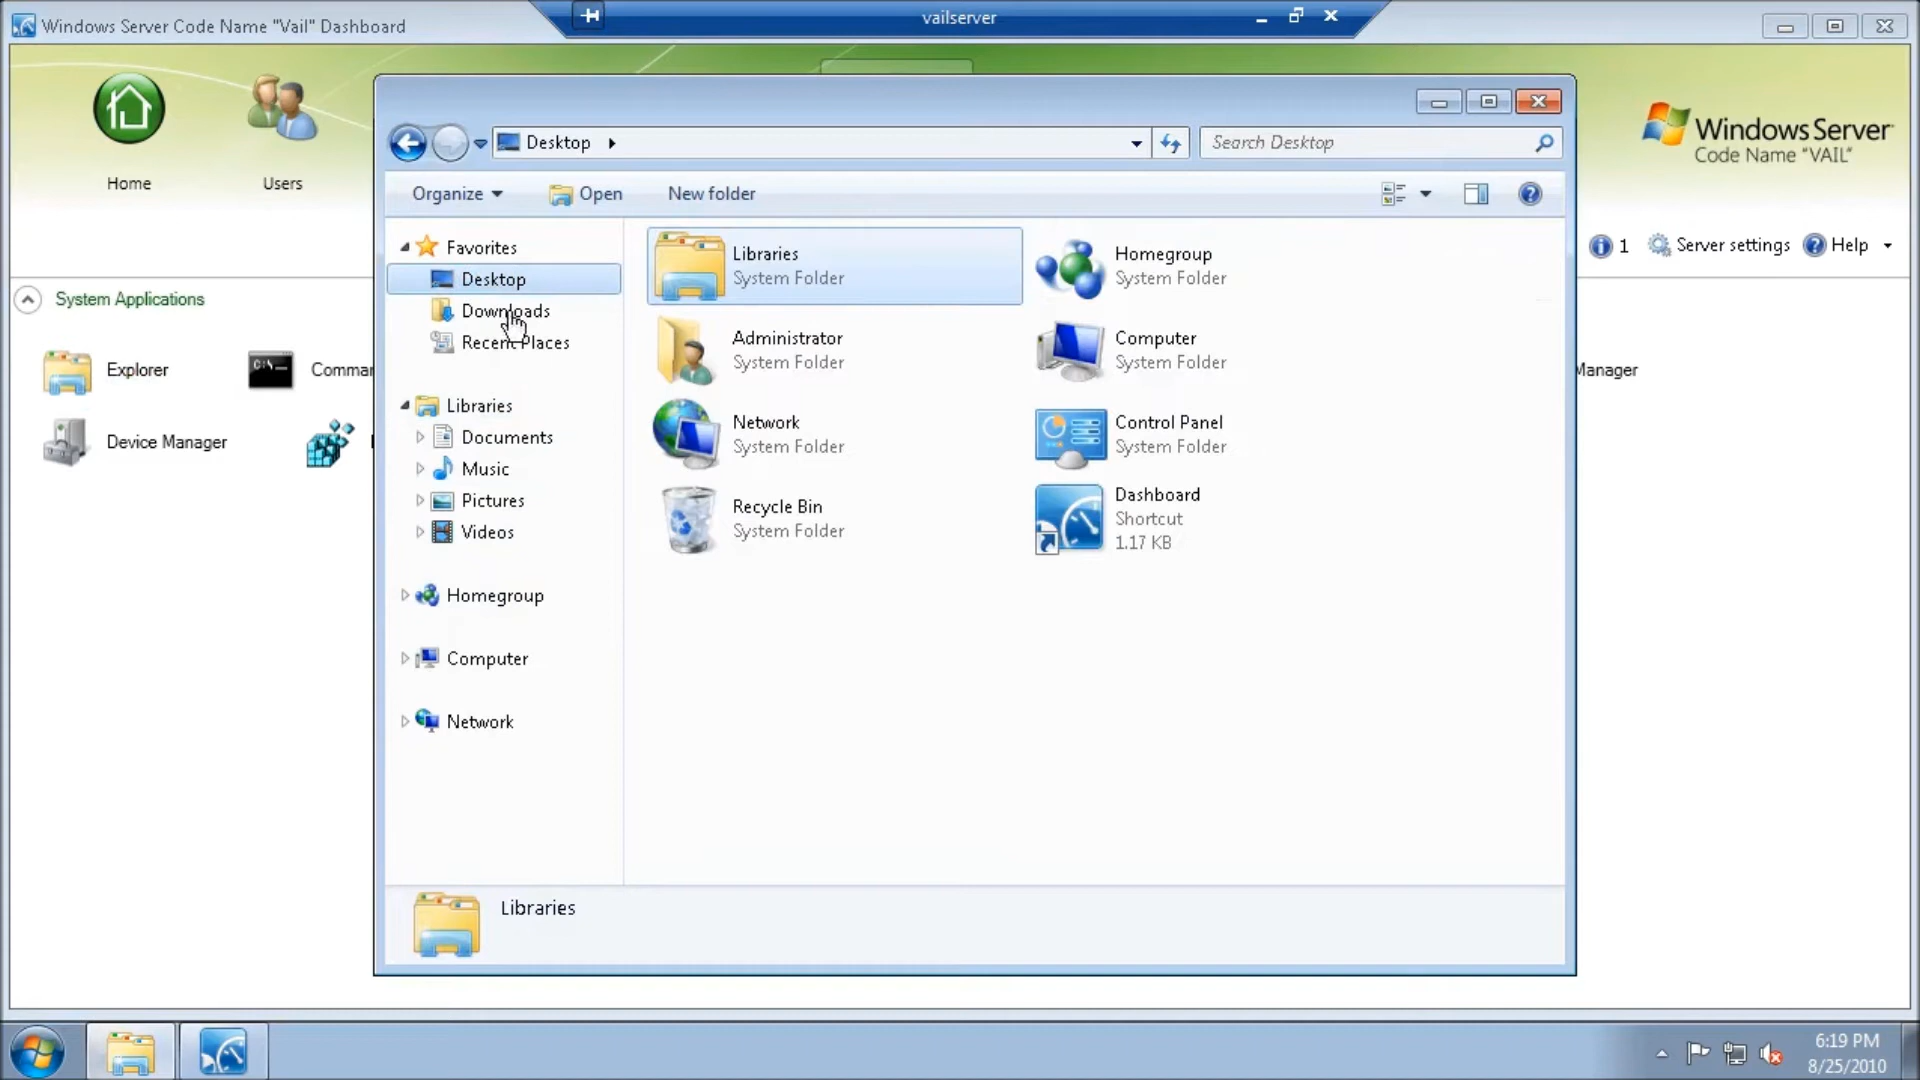 Windows Server Code Name "Vail" Dashboard
vailserver
Home
Users
Windows Server
Code Name "VAIL"
1
Server settings
Help
System Applications
Explorer
Device Manager
Manager
Desktop
Search Desktop
Organize
Open
New folder
Favorites
Desktop
Downloads
Recent Places
Libraries
Documents
Music
Pictures
Videos
Homegroup
Computer
Network
Libraries
System Folder
Homegroup
System Folder
Administrator
System Folder
Computer
System Folder
Network
System Folder
Control Panel
System Folder
Recycle Bin
System Folder
Dashboard
Shortcut
1.17 KB
Libraries
6:19 PM
8/25/2010